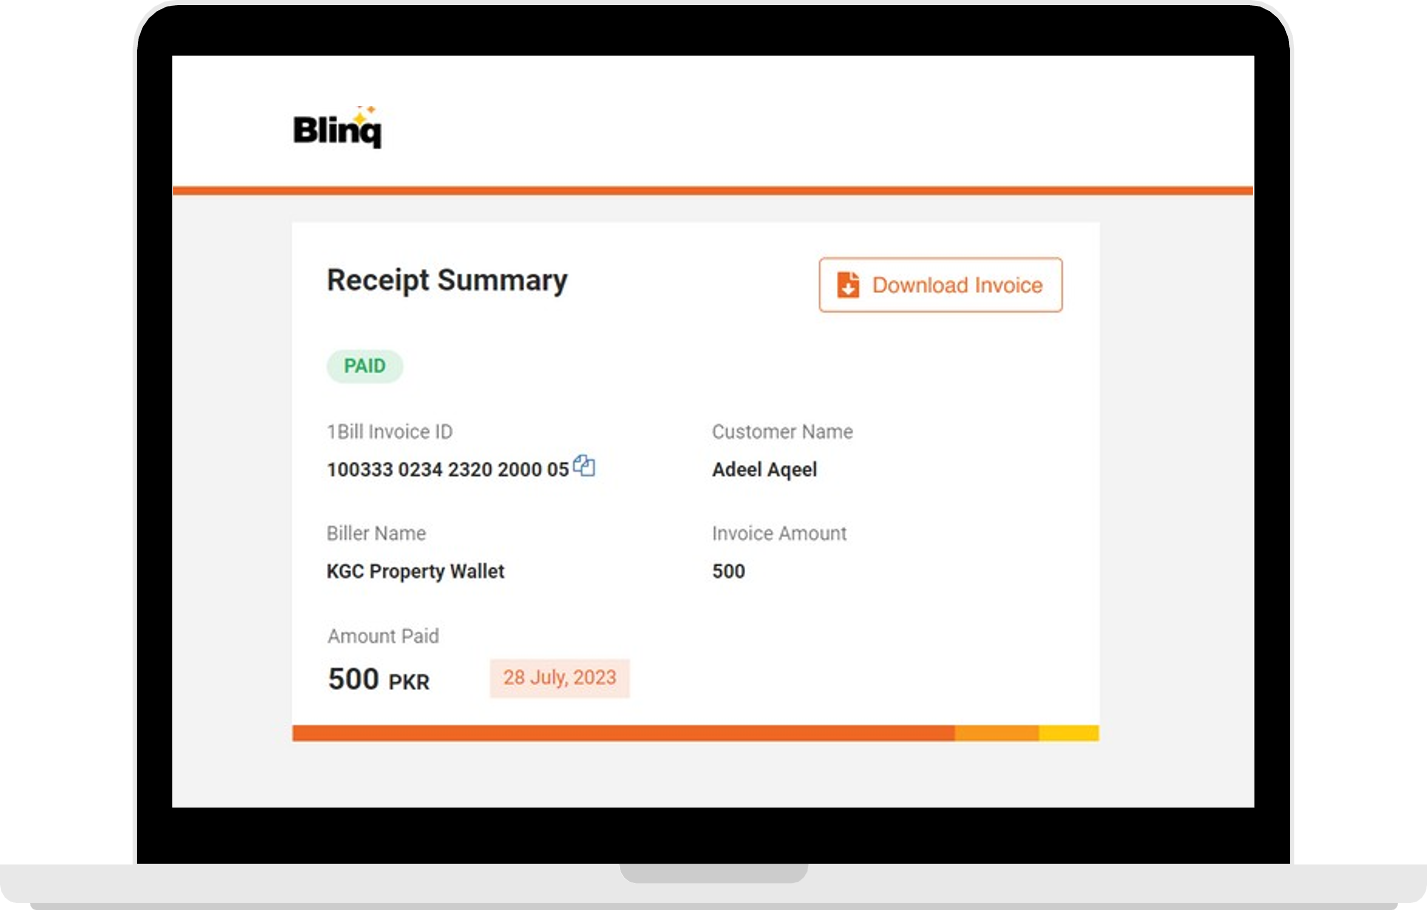 Blinq
Receipt Summary
Download Invoice
PAID
1Bill Invoice ID
Customer Name
100333 0234 2320 2000 05
Adeel Aqeel
Biller Name
Invoice Amount
KGC Property Wallet
500
Amount Paid
500 PKR
28 July, 2023